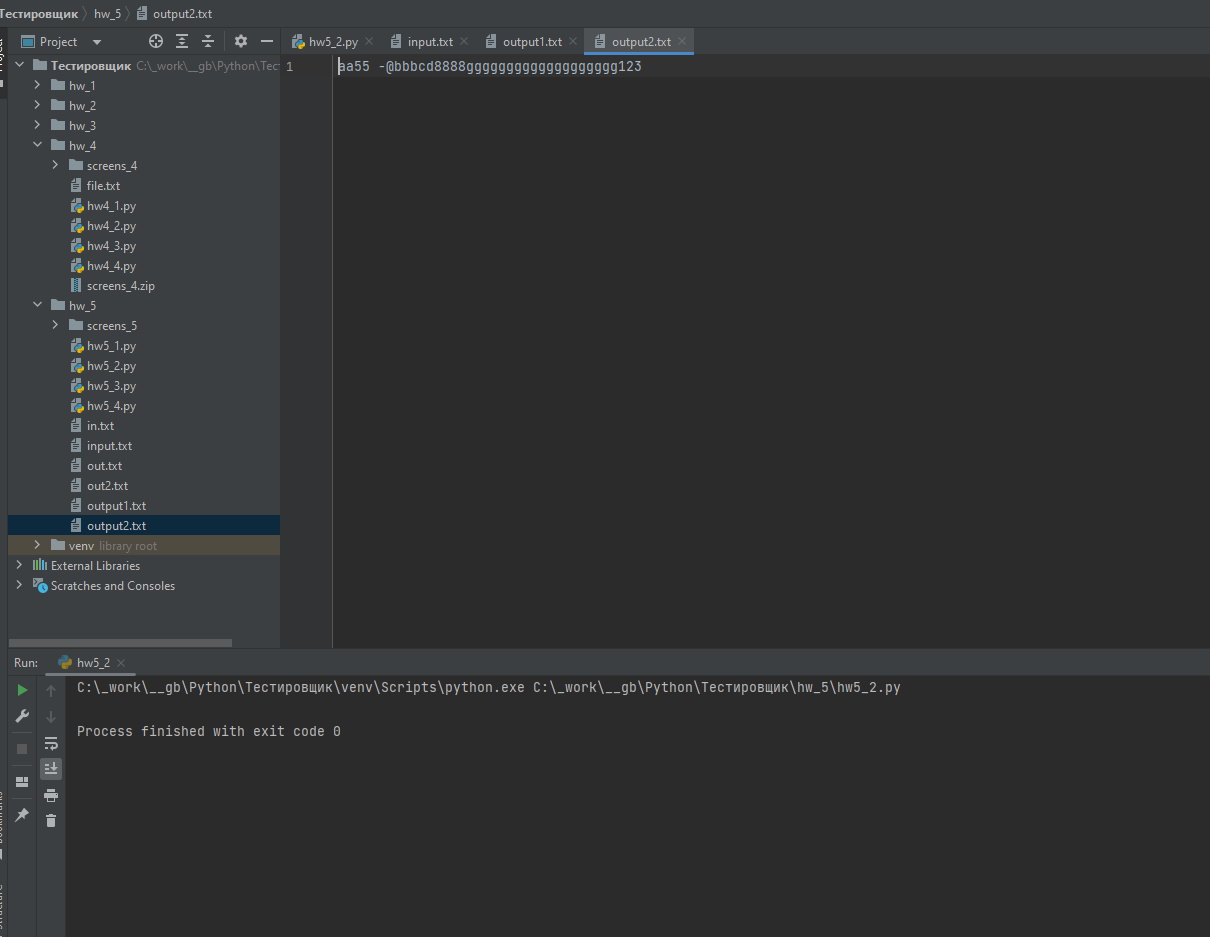 Тестировщик hw_5 output2.txt
Project
hw5_2.py input.txt output1.txt output2.txt
Тестировщик C:\_work\__gb\Python\Тес
hw_1
hw_2
hw_3
hw_4
screens_4
file.txt
hw4_1.py
hw4_2.py
hw4_3.py
hw4_4.py
screens_4.zip
hw_5
screens_5
hw5_1.py
hw5_2.py
hw5_3.py
hw5_4.py
in.txt
input.txt
out.txt
out2.txt
output1.txt
output2.txt
venv library root
External Libraries
Scratches and Consoles
1 aa55 -@bbbcd8888ggggggggggggggggggg123
Run: hw5_2
C:\_work\__gb\Python\Тестировщик\venv\Scripts\python.exe C:\_work\__gb\Python\Тестировщик\hw_5\hw5_2.py
Process finished with exit code 0